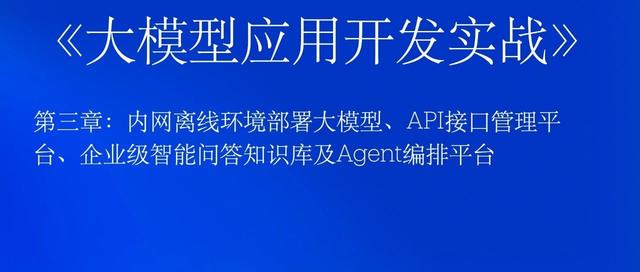 《大模型应用开发实战》
第三章：内网离线环境部署大模型、API接口管理平
台、企业级智能问答知识库及Agent编排平台